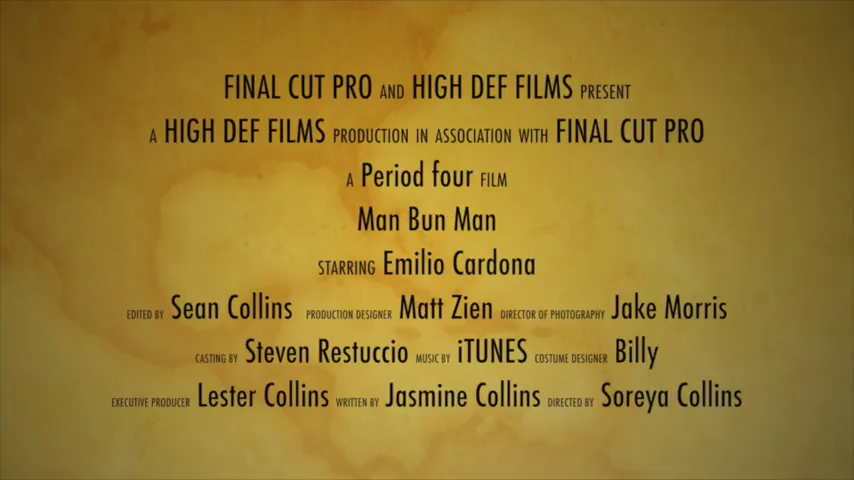 FINAL CUT PRO AND HIGH DEF FILMS PRESENT
A HIGH DEF FILMS PRODUCTION IN ASSOCIATION WITH FINAL CUT PRO
A Period four FILM
Man Bun Man
STARRING Emilio Cardona
EDITED BY Sean Collins PRODUCTION DESIGNER Matt Zien DIRECTOR OF PHOTOGRAPHY Jake Morris
CASTING BY Steven Restuccio MUSIC BY iTUNES COSTUME DESIGNER Billy
EXECUTIVE PRODUCER Lester Collins WRITTEN BY Jasmine Collins DIRECTED BY Soreya Collins